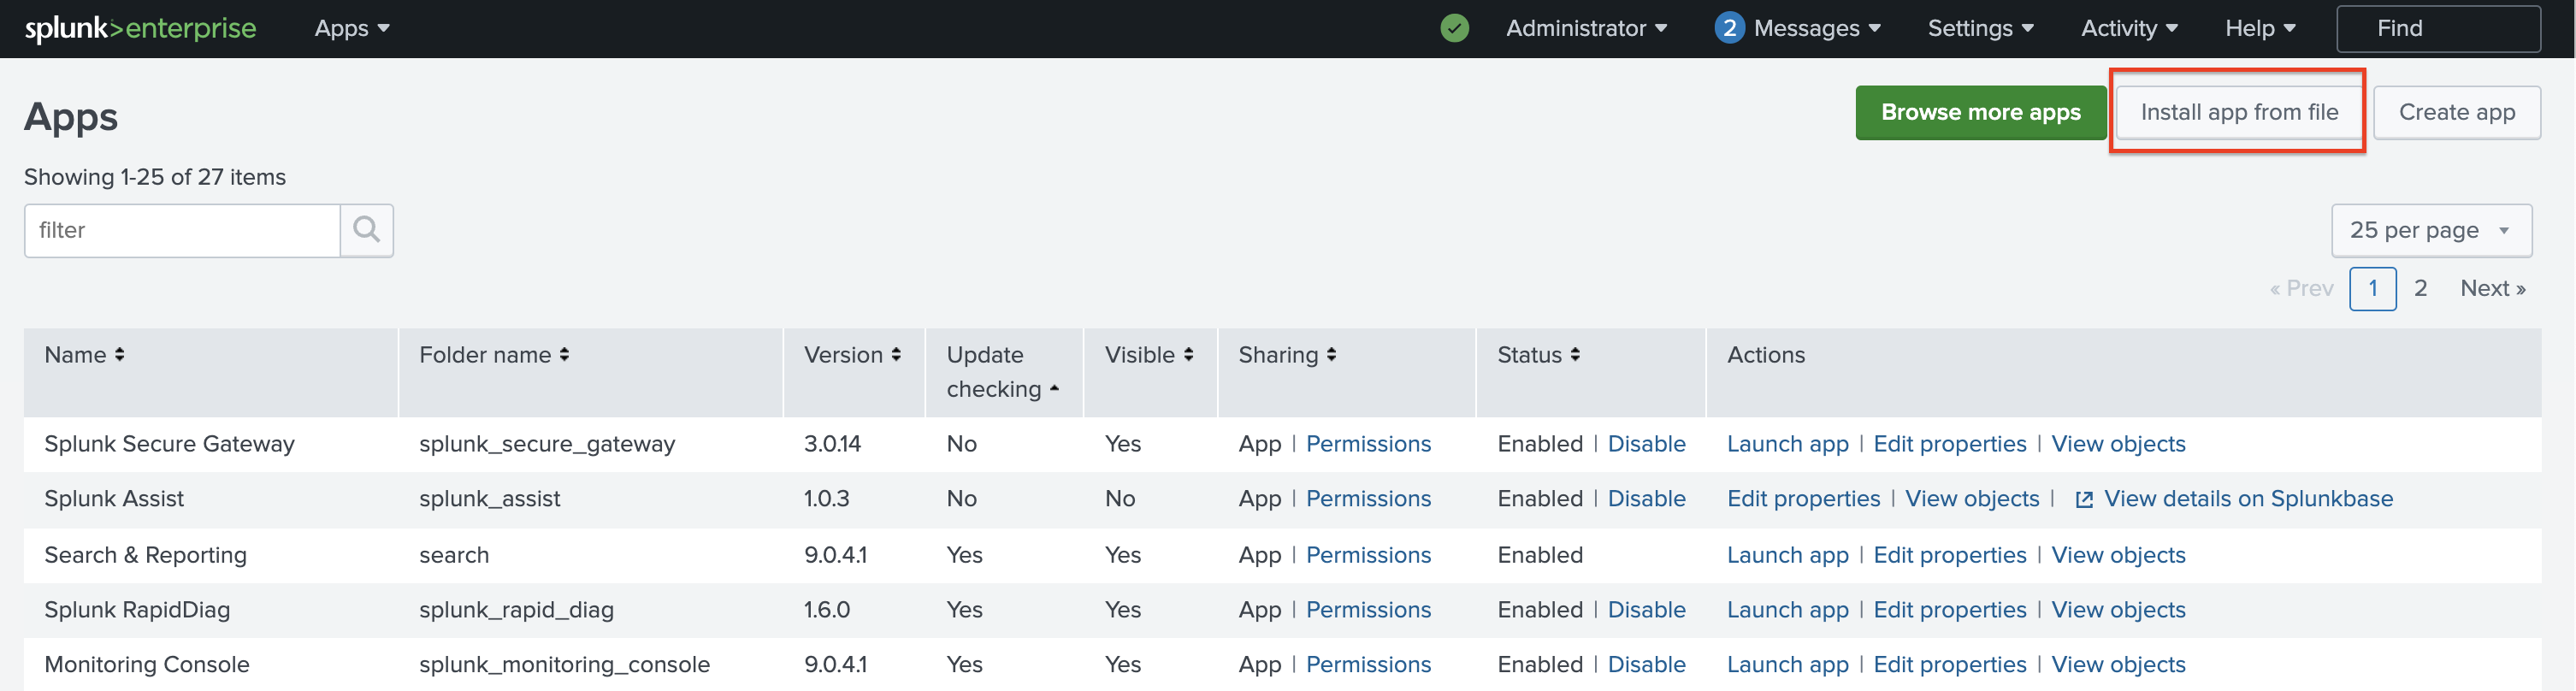 splunk>enterprise Apps Administrator 2 Messages Settings Activity Help Find
Apps Browse more apps Install app from file Create app
Showing 1-25 of 27 items
filter 25 per page
« Prev 1 2 Next »
Name Folder name Version Update checking Visible Sharing Status Actions
Splunk Secure Gateway splunk_secure_gateway 3.0.14 No Yes App | Permissions Enabled | Disable Launch app | Edit properties | View objects
Splunk Assist splunk_assist 1.0.3 No No App | Permissions Enabled | Disable Edit properties | View objects | View details on Splunkbase
Search & Reporting search 9.0.4.1 Yes Yes App | Permissions Enabled Launch app | Edit properties | View objects
Splunk RapidDiag splunk_rapid_diag 1.6.0 Yes Yes App | Permissions Enabled | Disable Launch app | Edit properties | View objects
Monitoring Console splunk_monitoring_console 9.0.4.1 Yes Yes App | Permissions Enabled | Disable Launch app | Edit properties | View objects